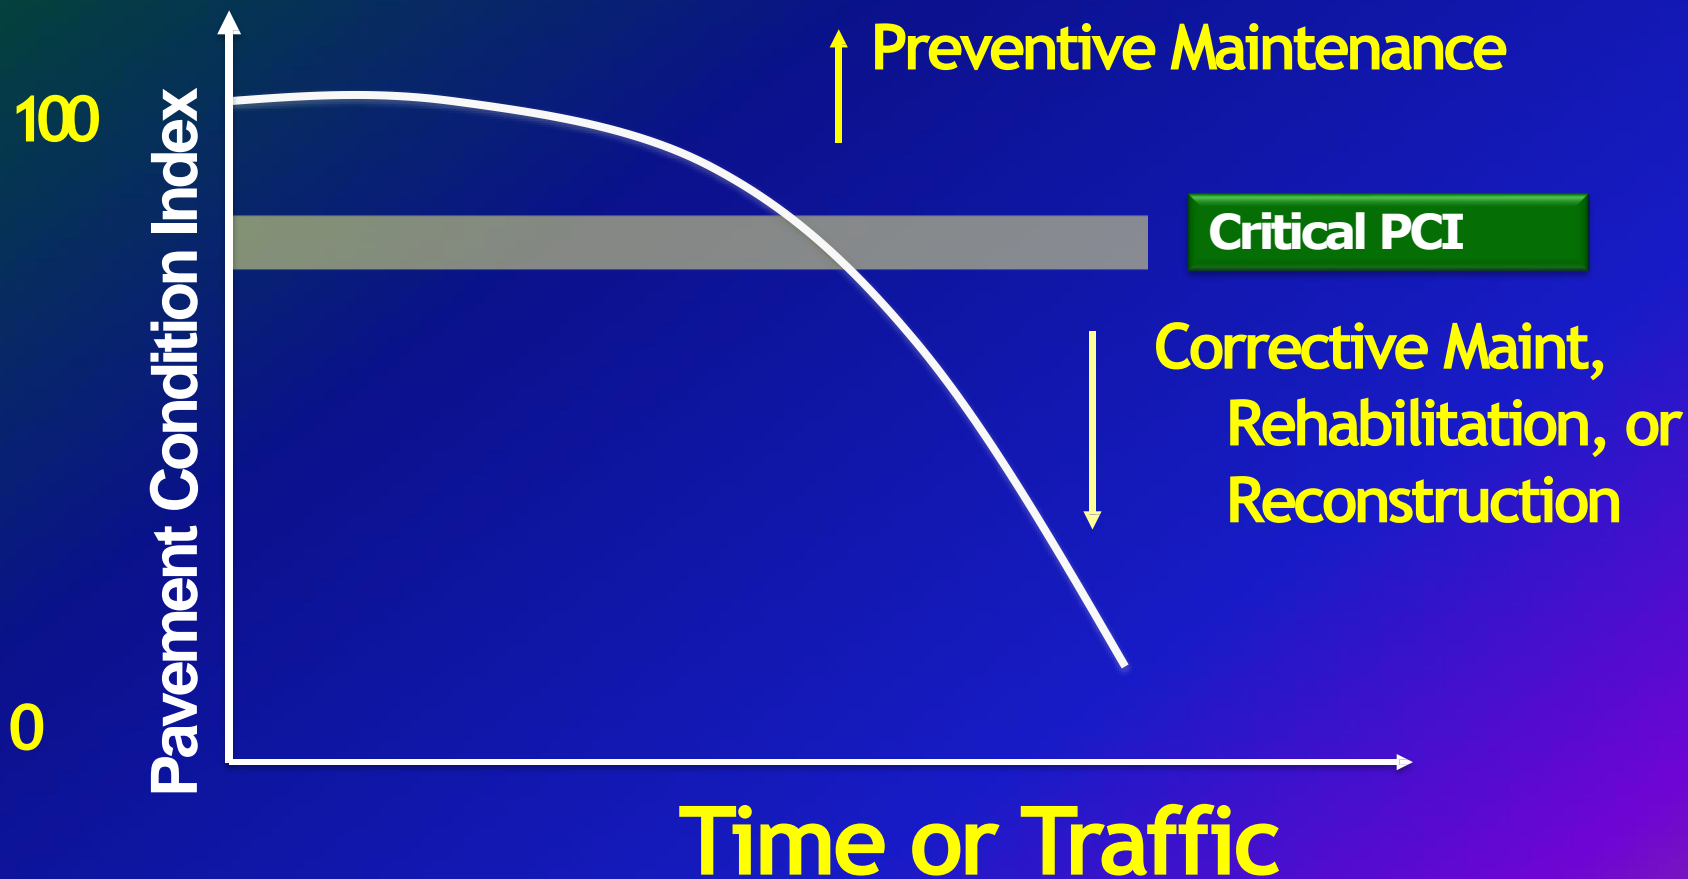 Preventive Maintenance
100
Pavement Condition Index
Critical PCI
Corrective Maint,
Rehabilitation, or
Reconstruction
0
Time or Traffic